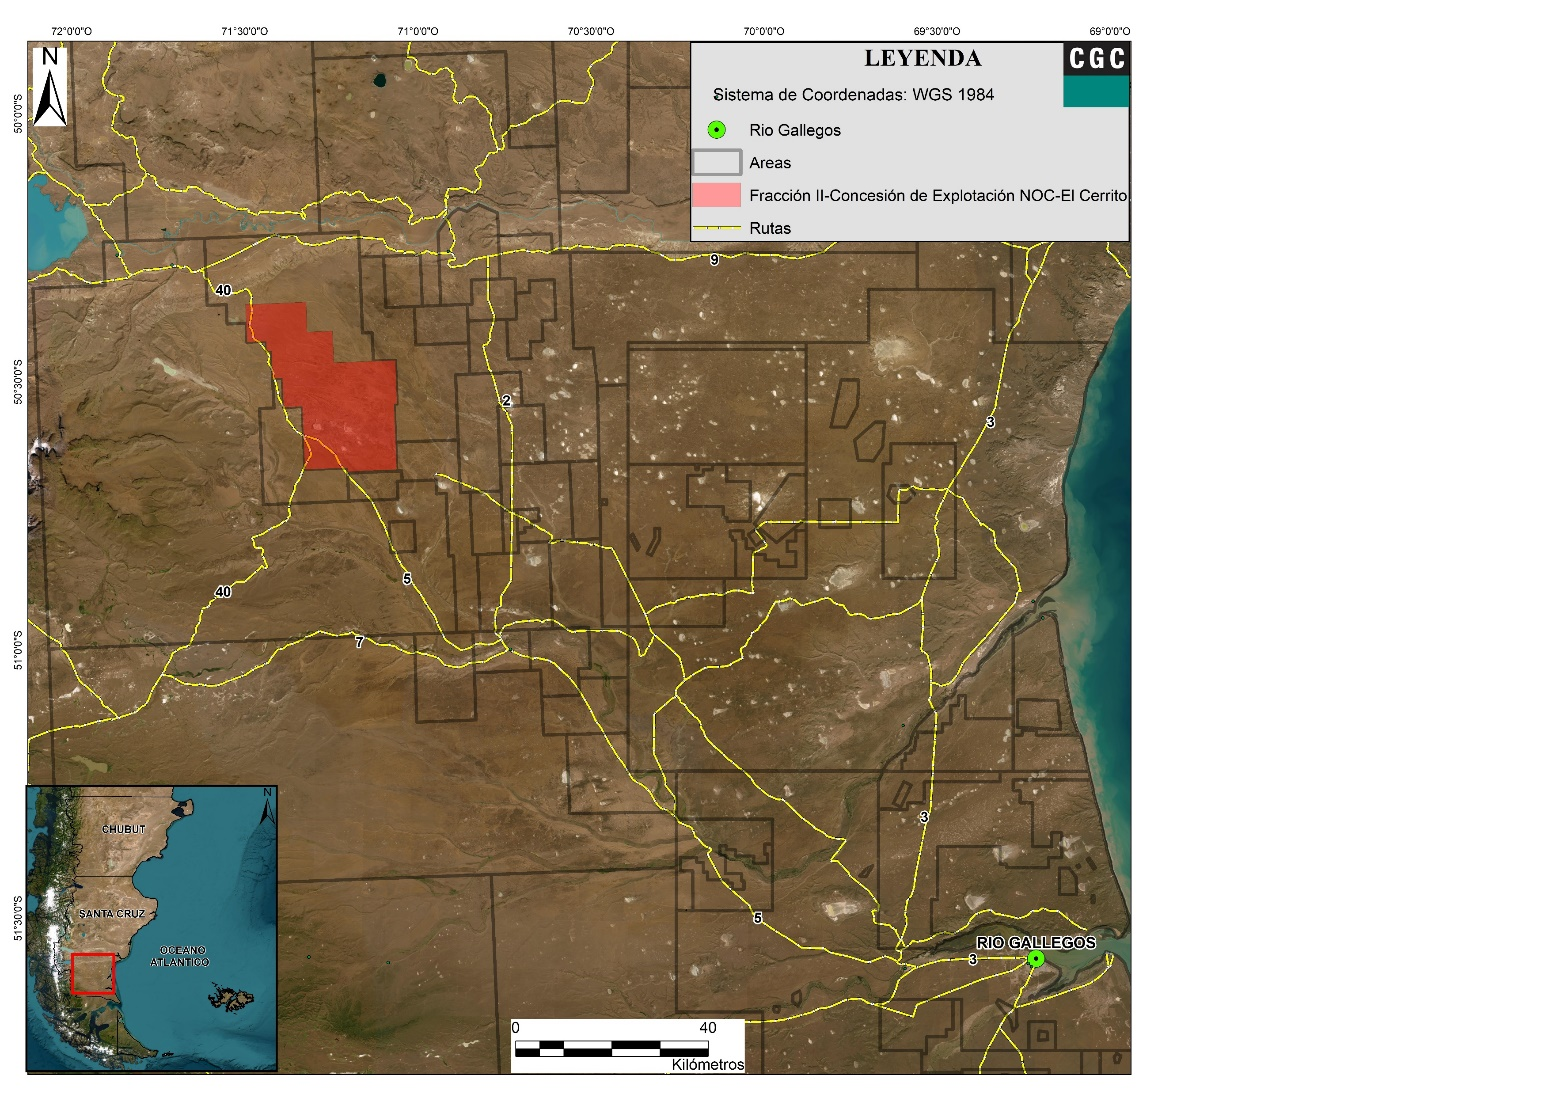 72°0'0"O 71°30'0"O 71°0'0"O 70°30'0"O 70°0'0"O 69°30'0"O 69°0'0"O
N
LEYENDA
CGC
Sistema de Coordenadas: WGS 1984
Rio Gallegos
Areas
Fracción II-Concesión de Explotación NOC-El Cerrito
Rutas
50°0'0"S
50°30'0"S
51°0'0"S
51°30'0"S
9
40
2
3
5
40
7
3
5
RIO GALLEGOS
3
N
CHUBUT
SANTA CRUZ
OCEANO
ATLANTICO
0 40
Kilómetros